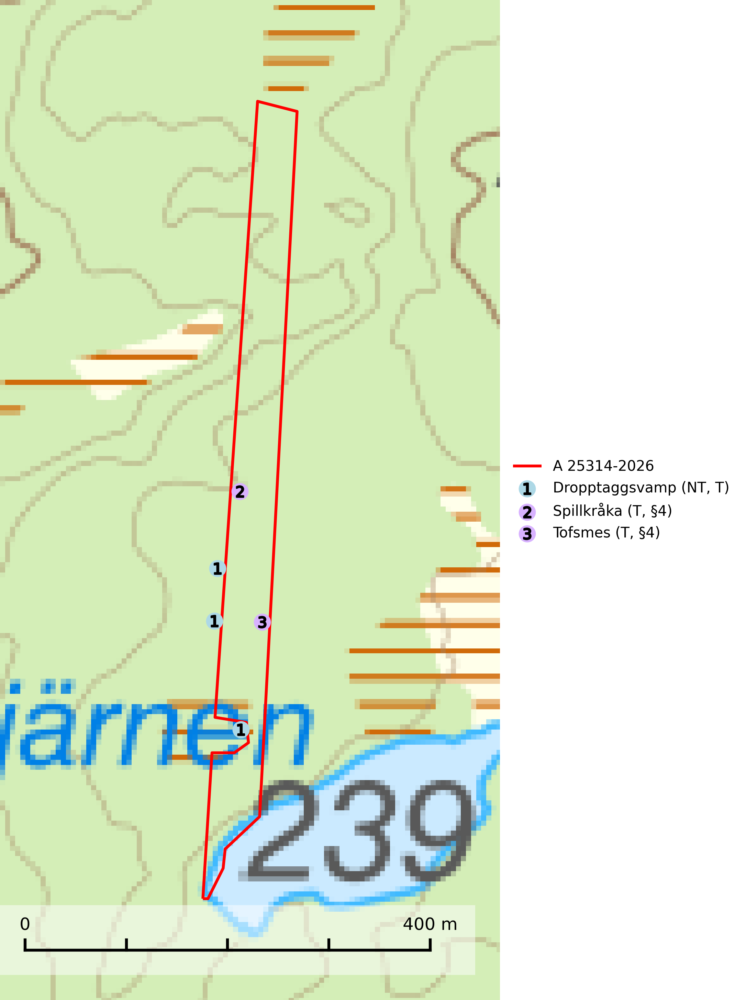 2
1
1
3
järnen
1
239
0 400 m
A 25314-2026
1 Dropptaggsvamp (NT, T)
2 Spillkråka (T, §4)
3 Tofsmes (T, §4)